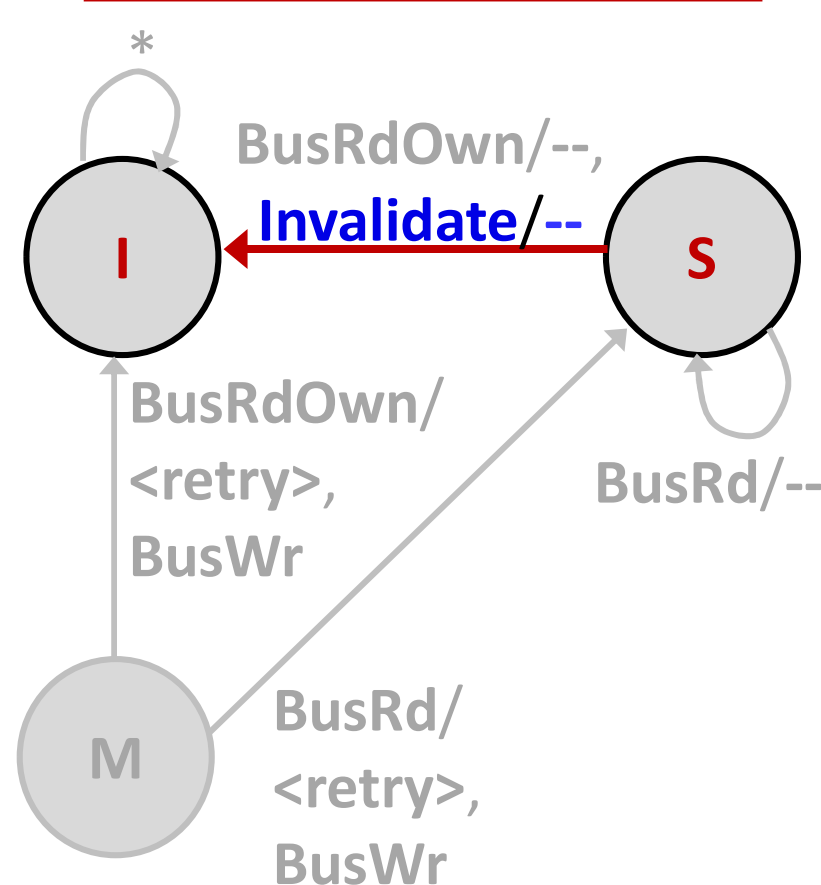 *
BusRdOwn/--,
Invalidate/--
I
S
BusRdOwn/
<retry>,
BusWr
BusRd/--
M
BusRd/
<retry>,
BusWr